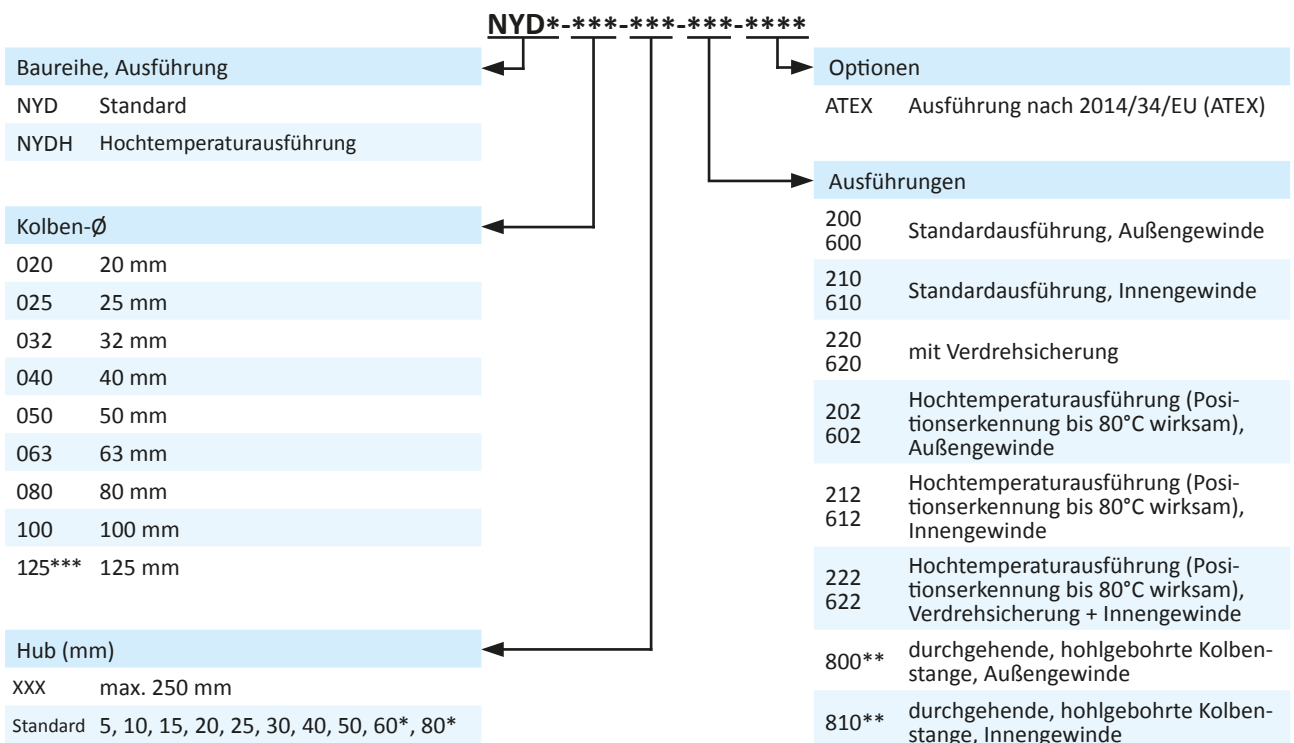 NYD*-***-***-***-****
Baureihe, Ausführung
NYD Standard
NYDH Hochtemperaturausführung
Kolben-Ø
020 20 mm
025 25 mm
032 32 mm
040 40 mm
050 50 mm
063 63 mm
080 80 mm
100 100 mm
125*** 125 mm
Hub (mm)
XXX max. 250 mm
Standard 5, 10, 15, 20, 25, 30, 40, 50, 60*, 80*
Optionen
ATEX Ausführung nach 2014/34/EU (ATEX)
Ausführungen
200
600
Standardausführung, Außengewinde
210
610
Standardausführung, Innengewinde
220
620
mit Verdrehsicherung
202
602
Hochtemperaturausführung (Posi-
tionserkennung bis 80°C wirksam),
Außengewinde
212
612
Hochtemperaturausführung (Posi-
tionserkennung bis 80°C wirksam),
Innengewinde
222
622
Hochtemperaturausführung (Posi-
tionserkennung bis 80°C wirksam),
Verdrehsicherung + Innengewinde
800** durchgehende, hohlgebohrte Kolben-
stange, Außengewinde
810** durchgehende, hohlgebohrte Kolben-
stange, Innengewinde